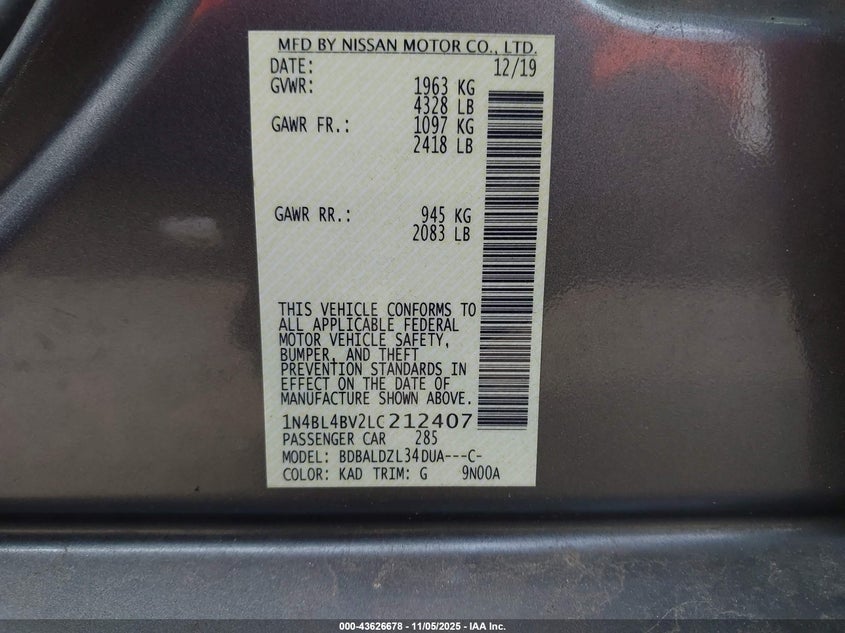 MFD BY NISSAN MOTOR CO., LTD.
DATE: 12/19
GVWR: 1963 KG
4328 LB
GAWR FR.: 1097 KG
2418 LB
GAWR RR.: 945 KG
2083 LB
THIS VEHICLE CONFORMS TO
ALL APPLICABLE FEDERAL
MOTOR VEHICLE SAFETY,
BUMPER, AND THEFT
PREVENTION STANDARDS IN
EFFECT ON THE DATE OF
MANUFACTURE SHOWN ABOVE.
1N4BL4BV2LC212407
PASSENGER CAR 285
MODEL: BDBALDZL34DUA---C-
COLOR: KAD TRIM: G 9N00A
000-43626678 - 11/05/2025 - IAA Inc.